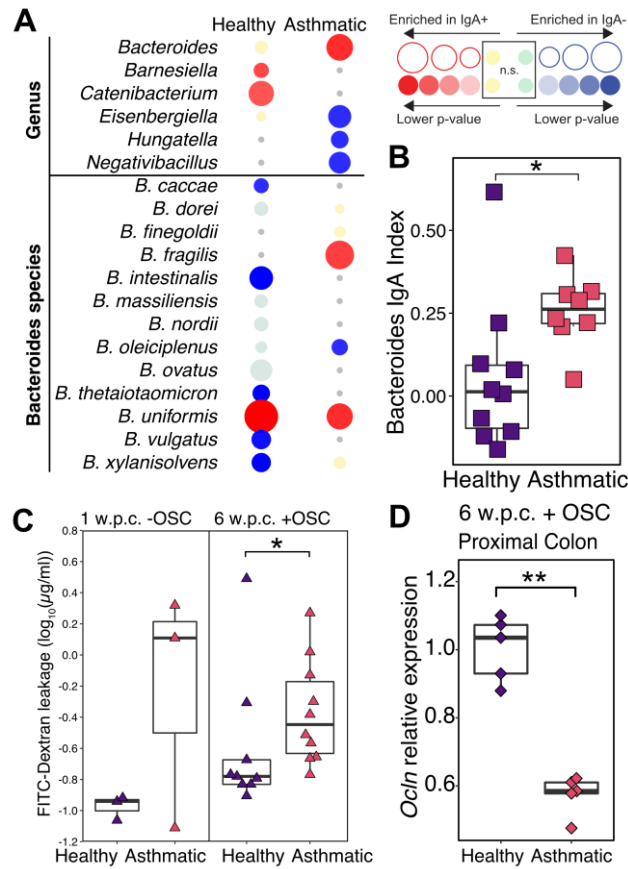 A
Healthy Asthmatic
Genus
Bacteroides
Barnesiella
Catenibacterium
Eisenbergiella
Hungatella
Negativibacillus
Bacteroides species
B. caccae
B. dorei
B. finegoldii
B. fragilis
B. intestinalis
B. massiliensis
B. nordii
B. oleiciplenus
B. ovatus
B. thetaiotaomicron
B. uniformis
B. vulgatus
B. xylanisolvens
Enriched in IgA+ Enriched in IgA-
n.s.
Lower p-value Lower p-value
B
*
Bacteroides IgA Index
0.50
0.25
0.00
Healthy Asthmatic
C
1 w.p.c. -OSC 6 w.p.c. +OSC
*
FITC-Dextran leakage (log10(µg/ml))
0.8
0.6
0.4
0.2
0.0
-0.2
-0.4
-0.6
-0.8
-1.0
-1.2
Healthy Asthmatic Healthy Asthmatic
D
6 w.p.c. + OSC
Proximal Colon
**
Ocln relative expression
1.2
1.0
0.8
0.6
Healthy Asthmatic